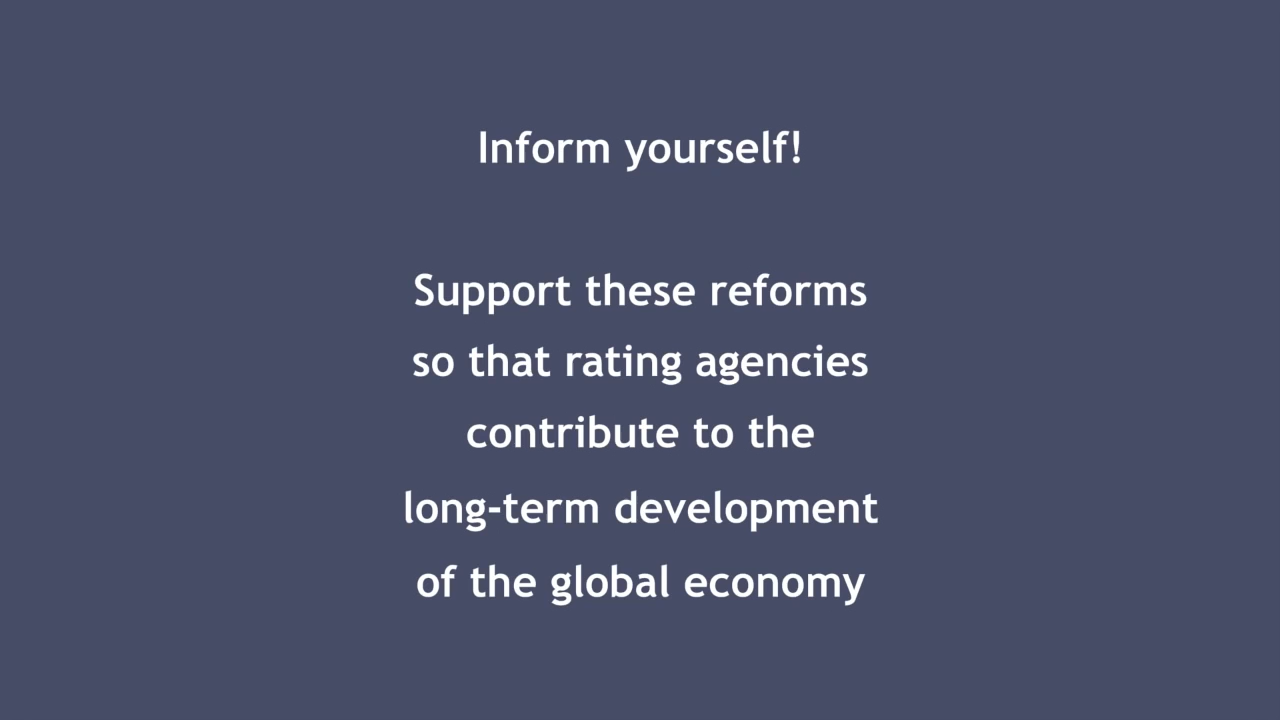 Inform yourself!
Support these reforms
so that rating agencies
contribute to the
long-term development
of the global economy